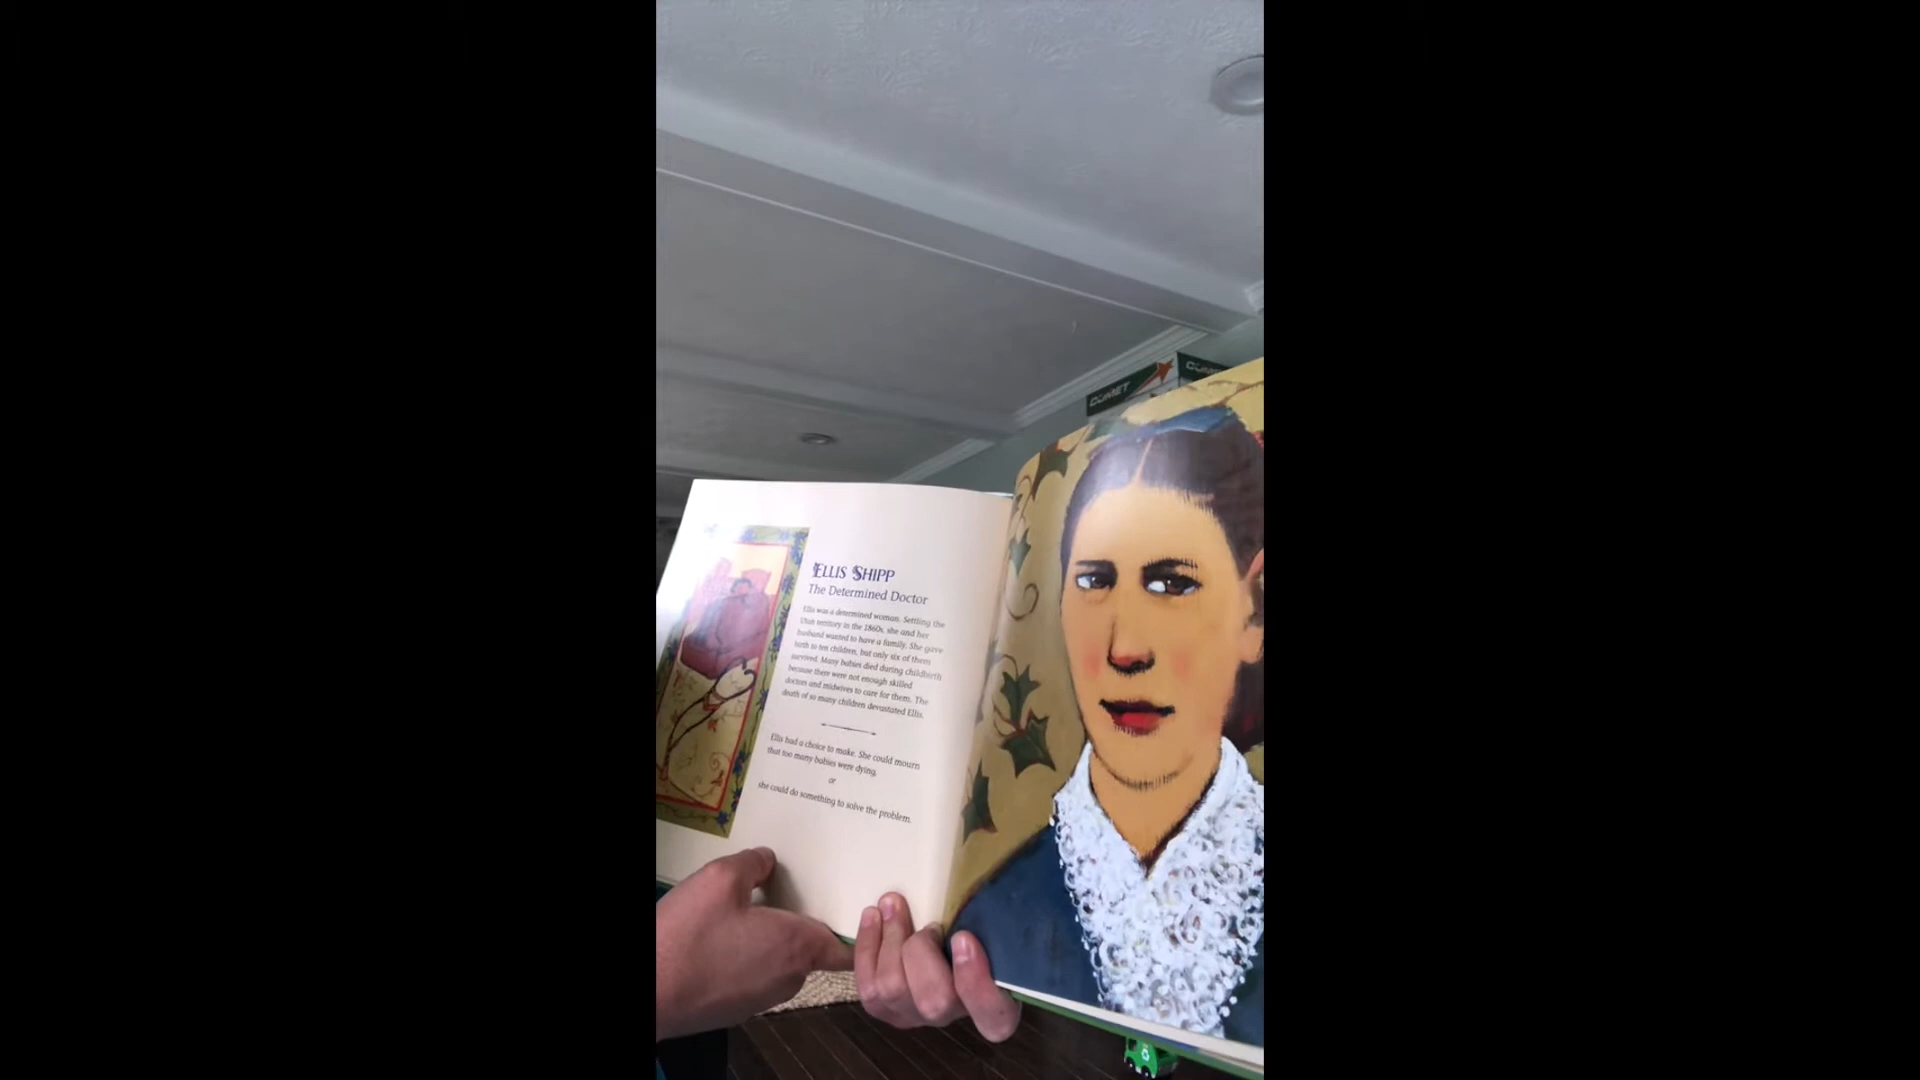 COMET
ELLIS SHIPP
The Determined Doctor
Ellis was a determined woman. Settling the
Utah territory in the 1860s, she and her
husband wanted to have a family. She gave
birth to ten children, but only six of them
survived. Many babies died during childbirth
because there were not enough skilled
doctors and midwives to care for them. The
death of so many children devastated Ellis.
Ellis had a choice to make. She could mourn
that too many babies were dying,
or
she could do something to solve the problem.